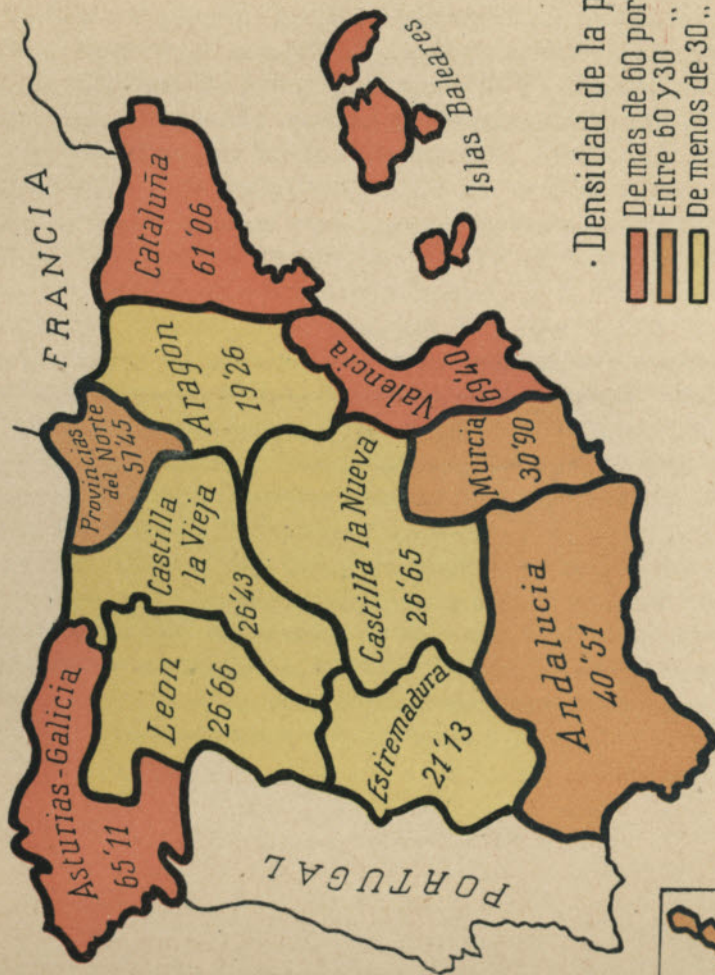 FRANCIA
Asturias-Galicia
65'11
Provincias
del Norte
57'45
Cataluña
61'06
Leon
26'66
Castilla
la Vieja
26'43
Aragòn
19'26
Islas Baleares
PORTUGAL
Estremadura
21'13
Castilla la Nueva
26'65
Valencia
69'40
Murcia
30'90
Andalucia
40'51
· Densidad de la p
De mas de 60 por
Entre 60 y 30 „
De menos de 30 „